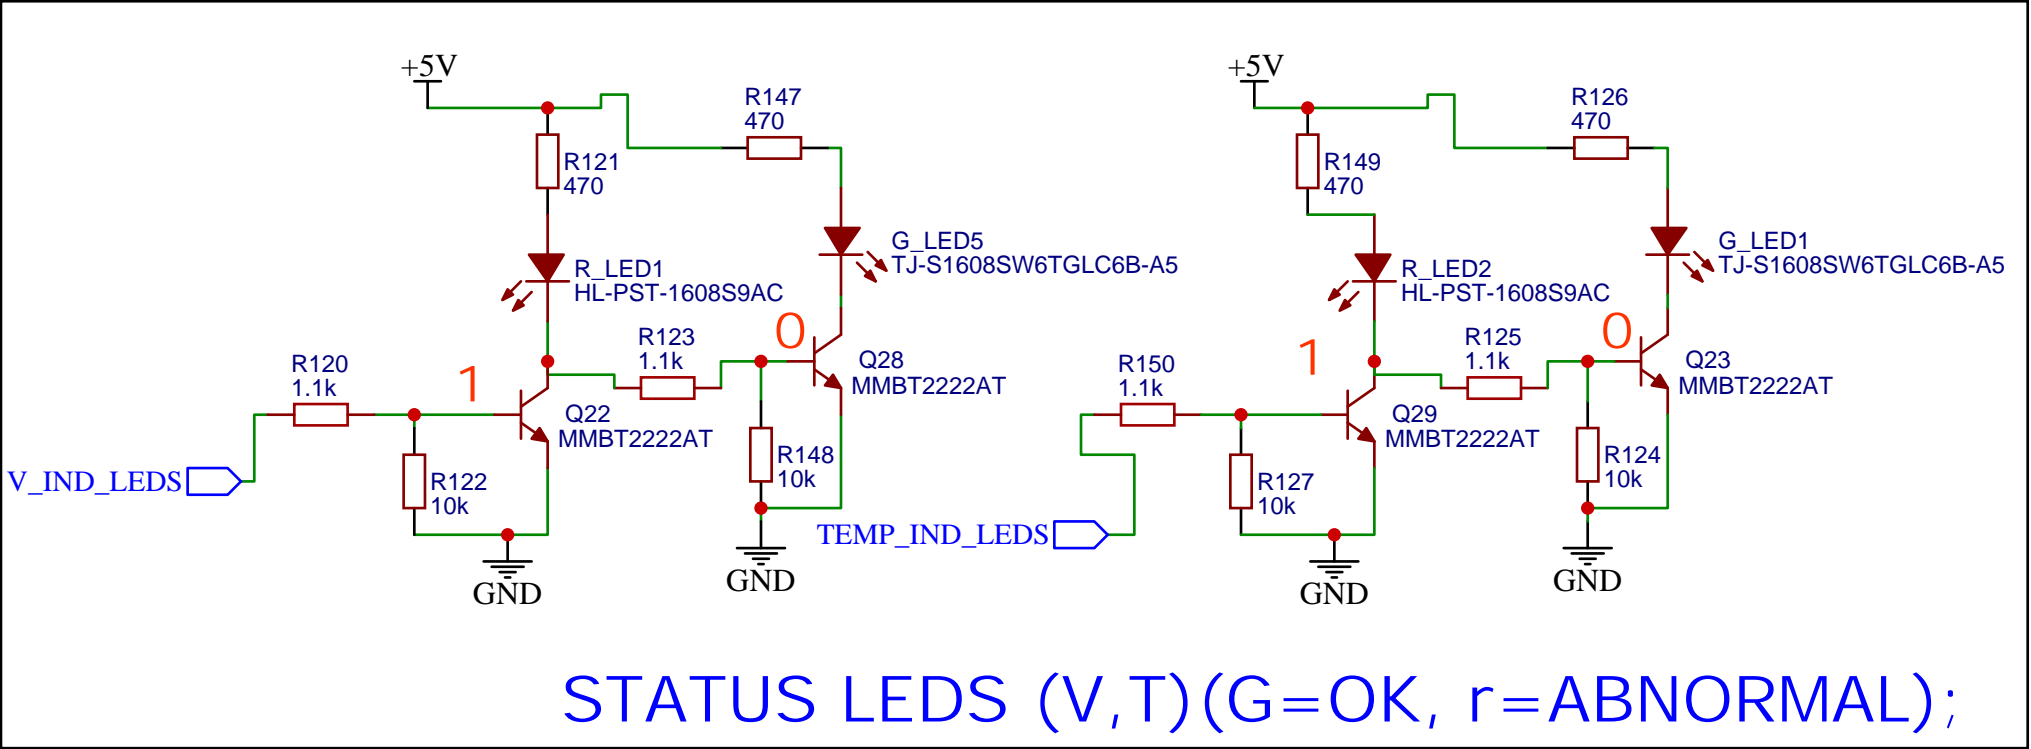 +5V
R147
470
R121
470
G_LED5
TJ-S1608SW6TGLC6B-A5
R_LED1
HL-PST-1608S9AC
0
R123
1.1k
R120
1.1k
1
Q28
MMBT2222AT
Q22
MMBT2222AT
R148
10k
R122
10k
V_IND_LEDS
GND
GND
+5V
R126
470
R149
470
G_LED1
TJ-S1608SW6TGLC6B-A5
R_LED2
HL-PST-1608S9AC
0
R125
1.1k
R150
1.1k
1
Q23
MMBT2222AT
Q29
MMBT2222AT
R124
10k
R127
10k
TEMP_IND_LEDS
GND
GND
STATUS LEDS (V,T)(G=OK, r=ABNORMAL);